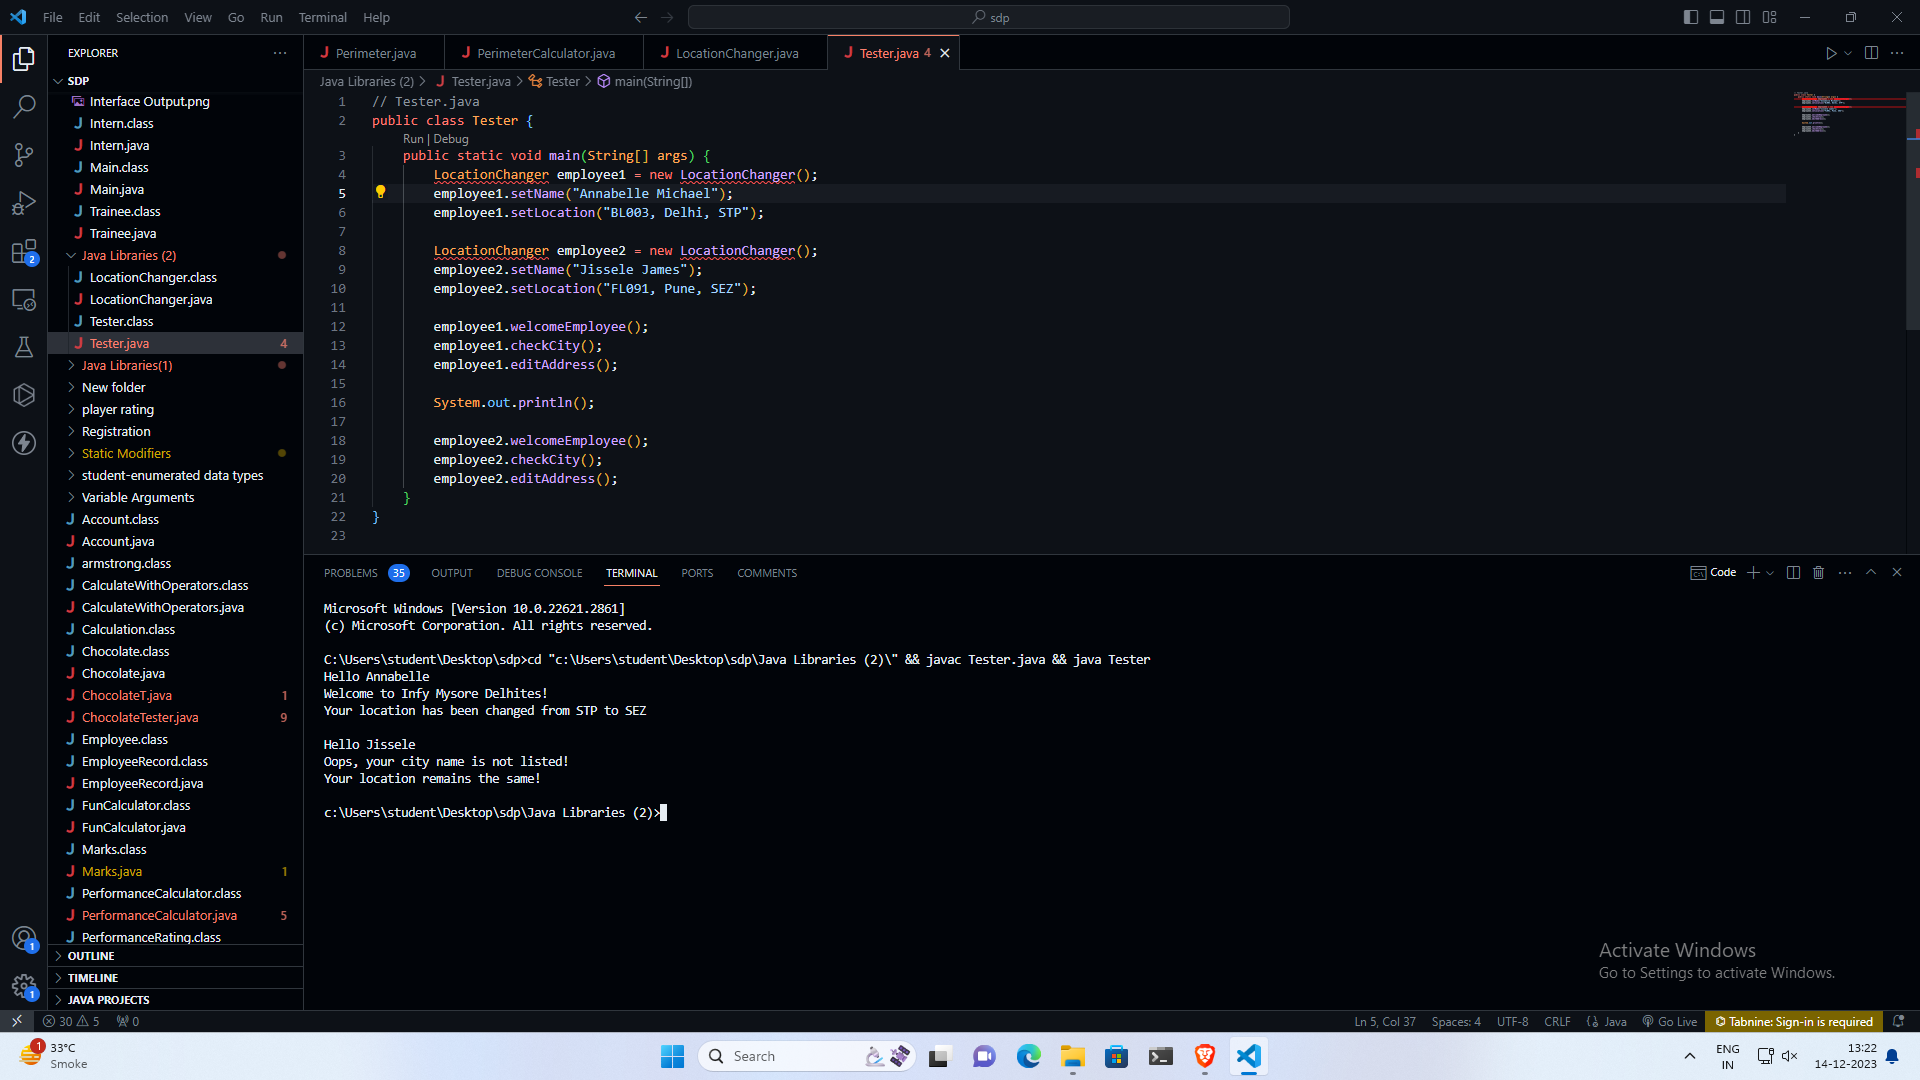 File Edit Selection View Go Run Terminal Help
sdp
EXPLORER
SDP
Interface Output.png
Intern.class
Intern.java
Main.class
Main.java
Trainee.class
Trainee.java
Java Libraries (2)
LocationChanger.class
LocationChanger.java
Tester.class
Tester.java 4
Java Libraries(1)
New folder
player rating
Registration
Static Modifiers
student-enumerated data types
Variable Arguments
Account.class
Account.java
armstrong.class
CalculateWithOperators.class
CalculateWithOperators.java
Calculation.class
Chocolate.class
Chocolate.java
ChocolateT.java 1
ChocolateTester.java 9
Employee.class
EmployeeRecord.class
EmployeeRecord.java
FunCalculator.class
FunCalculator.java
Marks.class
Marks.java 1
PerformanceCalculator.class
PerformanceCalculator.java 5
PerformanceRating.class
OUTLINE
TIMELINE
JAVA PROJECTS
2
1
1
Perimeter.java PerimeterCalculator.java LocationChanger.java Tester.java 4
Java Libraries (2) > Tester.java > Tester > main(String[])
1 // Tester.java
2 public class Tester {
Run | Debug
3 public static void main(String[] args) {
4 LocationChanger employee1 = new LocationChanger();
5 employee1.setName("Annabelle Michael");
6 employee1.setLocation("BL003, Delhi, STP");
7
8 LocationChanger employee2 = new LocationChanger();
9 employee2.setName("Jissele James");
10 employee2.setLocation("FL091, Pune, SEZ");
11
12 employee1.welcomeEmployee();
13 employee1.checkCity();
14 employee1.editAddress();
15
16 System.out.println();
17
18 employee2.welcomeEmployee();
19 employee2.checkCity();
20 employee2.editAddress();
21 }
22 }
23
PROBLEMS 35 OUTPUT DEBUG CONSOLE TERMINAL PORTS COMMENTS
Code
Microsoft Windows [Version 10.0.22621.2861]
(c) Microsoft Corporation. All rights reserved.
C:\Users\student\Desktop\sdp>cd "c:\Users\student\Desktop\sdp\Java Libraries (2)\" && javac Tester.java && java Tester
Hello Annabelle
Welcome to Infy Mysore Delhites!
Your location has been changed from STP to SEZ
Hello Jissele
Oops, your city name is not listed!
Your location remains the same!
c:\Users\student\Desktop\sdp\Java Libraries (2)>
Activate Windows
Go to Settings to activate Windows.
30 5 0
Ln 5, Col 37 Spaces: 4 UTF-8 CRLF Java Go Live Tabnine: Sign-in is required
1 33°C
Smoke
Search
ENG
IN
13:22
14-12-2023